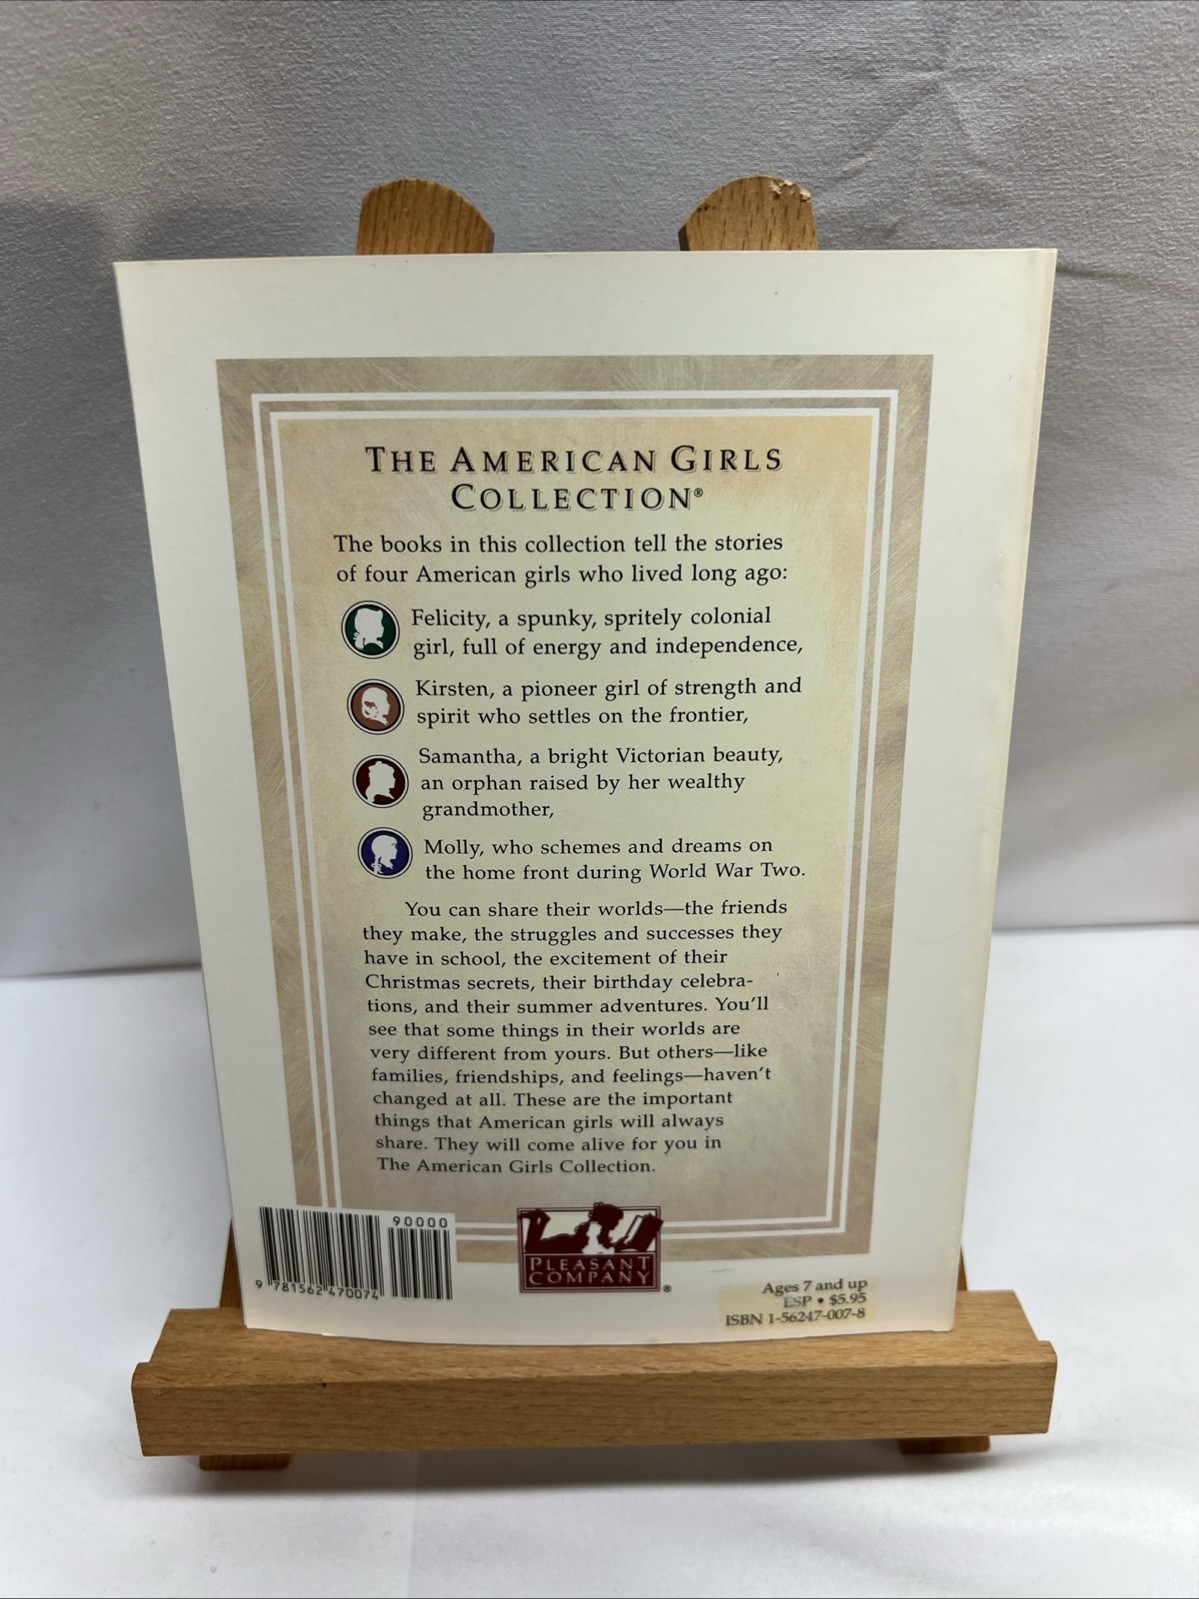 THE AMERICAN GIRLS
COLLECTION®
The books in this collection tell the stories
of four American girls who lived long ago:
Felicity, a spunky, spritely colonial
girl, full of energy and independence,
Kirsten, a pioneer girl of strength and
spirit who settles on the frontier,
Samantha, a bright Victorian beauty,
an orphan raised by her wealthy
grandmother,
Molly, who schemes and dreams on
the home front during World War Two.
You can share their worlds—the friends
they make, the struggles and successes they
have in school, the excitement of their
Christmas secrets, their birthday celebra-
tions, and their summer adventures. You'll
see that some things in their worlds are
very different from yours. But others—like
families, friendships, and feelings—haven't
changed at all. These are the important
things that American girls will always
share. They will come alive for you in
The American Girls Collection.
90000
9 781562 470074
PLEASANT
COMPANY®
Ages 7 and up
ESP • $5.95
ISBN 1-56247-007-8